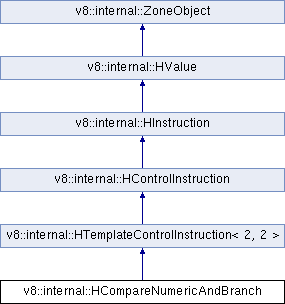 v8::internal::ZoneObject
v8::internal::HValue
v8::internal::HInstruction
v8::internal::HControlInstruction
v8::internal::HTemplateControlInstruction< 2, 2 >
v8::internal::HCompareNumericAndBranch